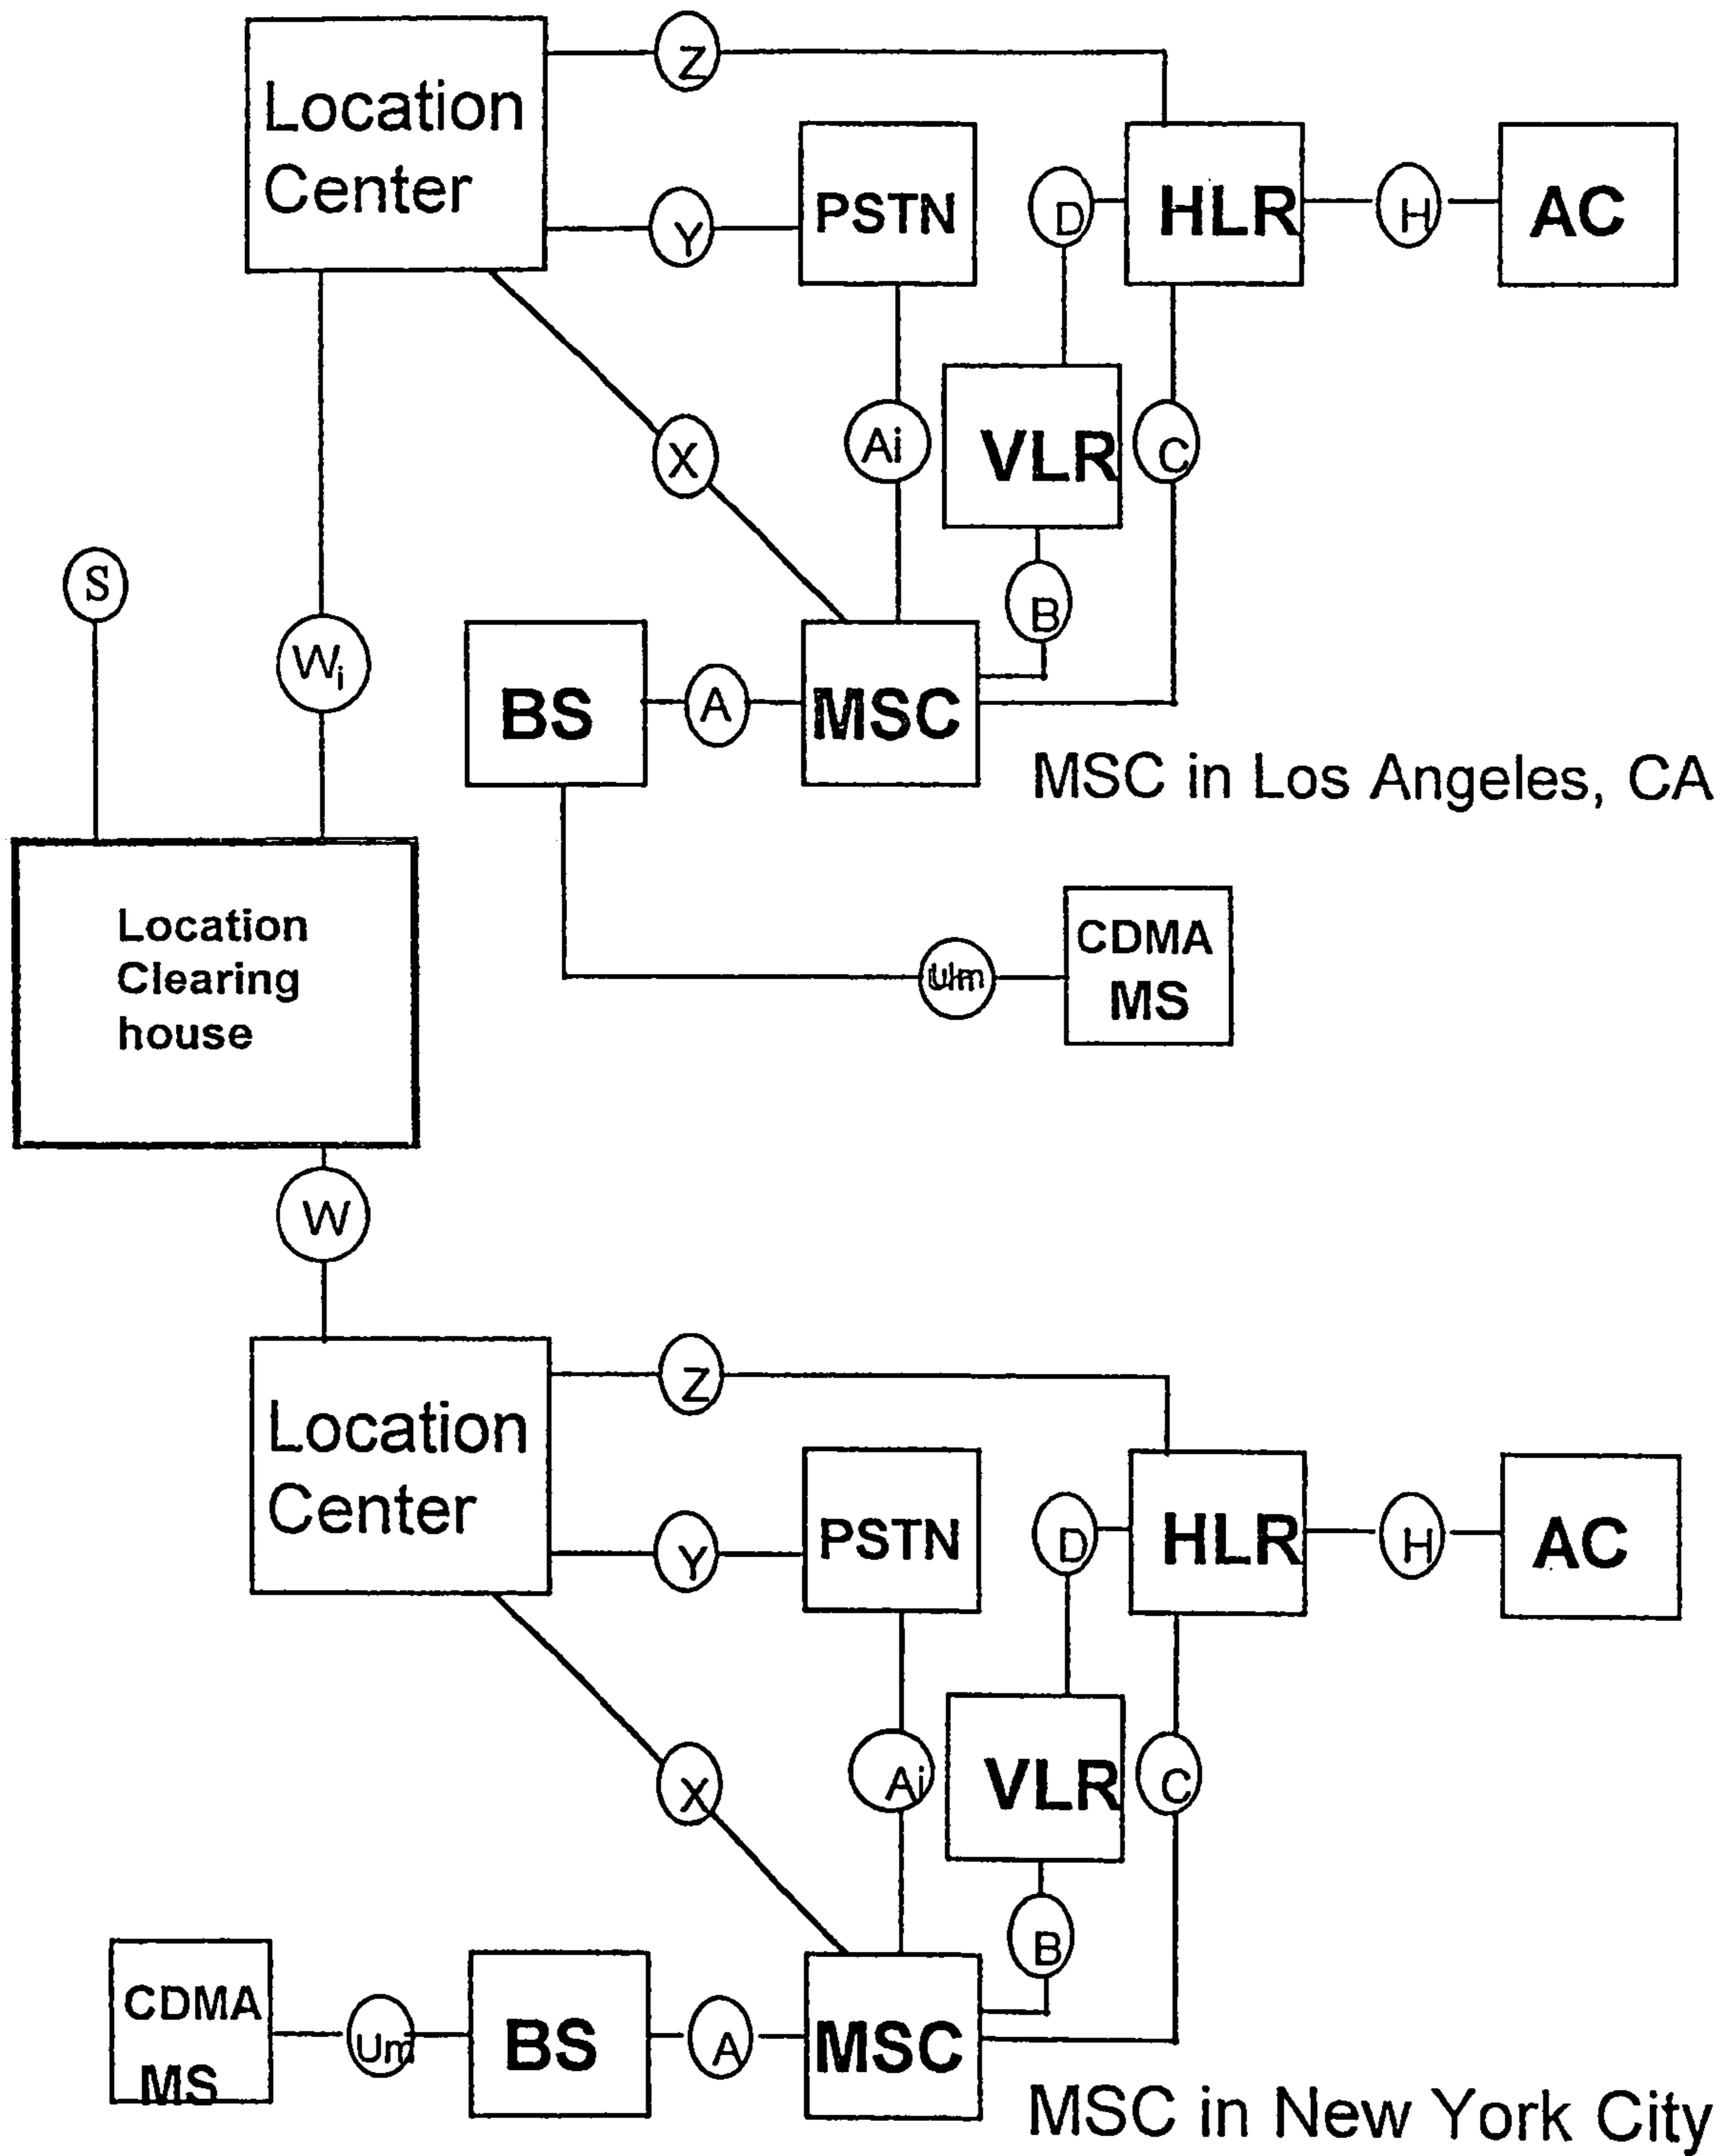 Z
Location
Center
Y
PSTN
D
HLR
H
AC
X
Ai
VLR
C
S
B
Wi
BS
A
MSC
MSC in Los Angeles, CA
Location
Clearing
house
Um
CDMA
MS
W
Z
Location
Center
Y
PSTN
D
HLR
H
AC
X
Ai
VLR
C
B
CDMA
MS
Um
BS
A
MSC
MSC in New York City